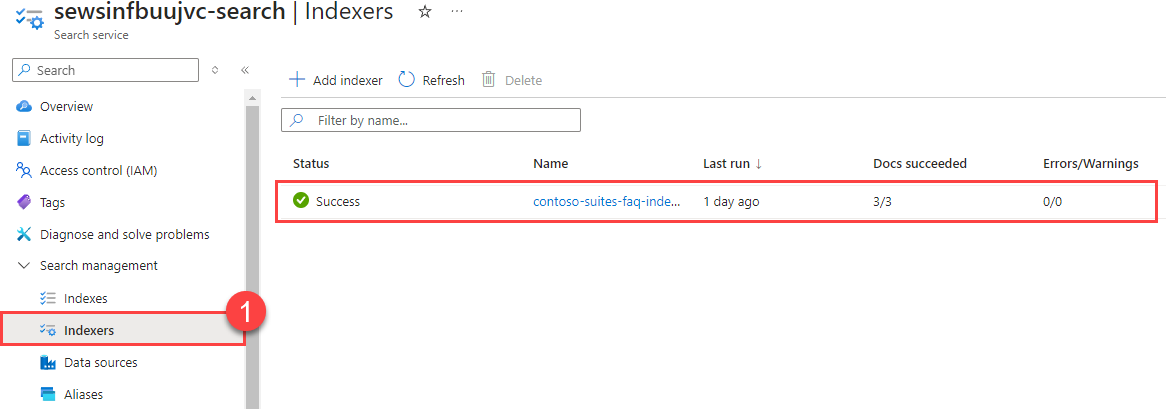 sewsinfbuujvc-search | Indexers ☆ ...
Search service
Search
«
Add indexer Refresh Delete
Overview
Activity log
Access control (IAM)
Tags
Diagnose and solve problems
Search management
Indexes
Indexers
1
Data sources
Aliases
Filter by name...
Status Name Last run ↓ Docs succeeded Errors/Warnings
Success contoso-suites-faq-inde... 1 day ago 3/3 0/0